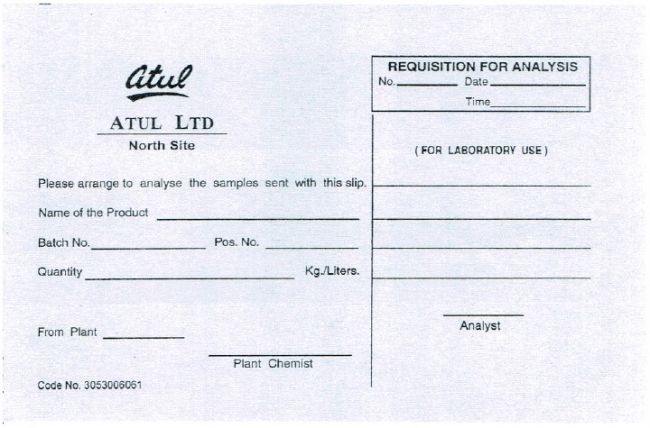 atul
ATUL LTD
North Site
REQUISITION FOR ANALYSIS
No. Date
Time
(FOR LABORATORY USE)
Please arrange to analyse the samples sent with this slip.
Name of the Product
Batch No. Pos. No.
Quantity Kg./Liters.
From Plant
Plant Chemist
Analyst
Code No. 3053006061